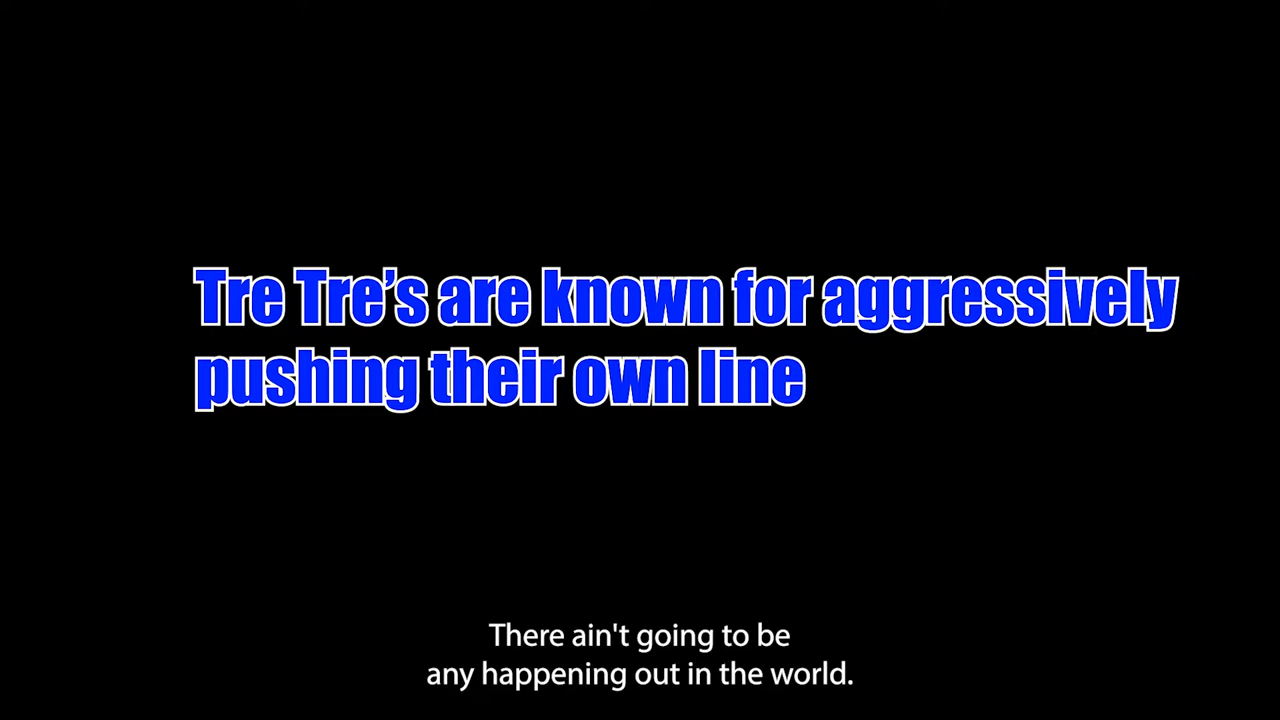 Tre Tre’s are known for aggressively
pushing their own line
There ain't going to be
any happening out in the world.